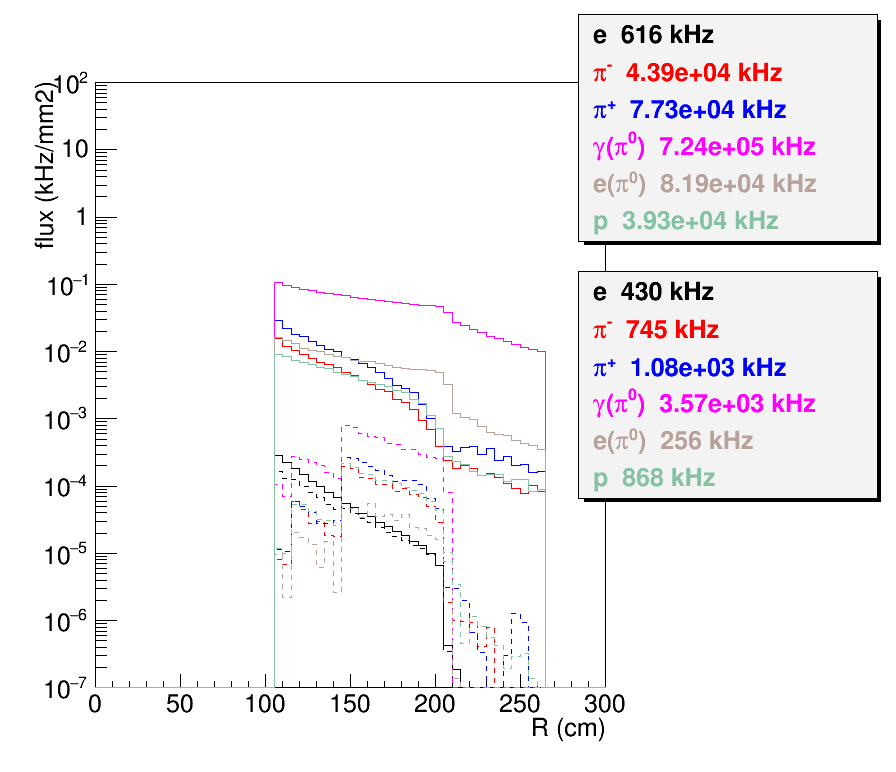 e 616 kHz
π⁻ 4.39e+04 kHz
π⁺ 7.73e+04 kHz
γ(π⁰) 7.24e+05 kHz
e(π⁰) 8.19e+04 kHz
p 3.93e+04 kHz
e 430 kHz
π⁻ 745 kHz
π⁺ 1.08e+03 kHz
γ(π⁰) 3.57e+03 kHz
e(π⁰) 256 kHz
p 868 kHz
flux (kHz/mm2)
10²
10
1
10⁻¹
10⁻²
10⁻³
10⁻⁴
10⁻⁵
10⁻⁶
10⁻⁷
0 50 100 150 200 250 300
R (cm)